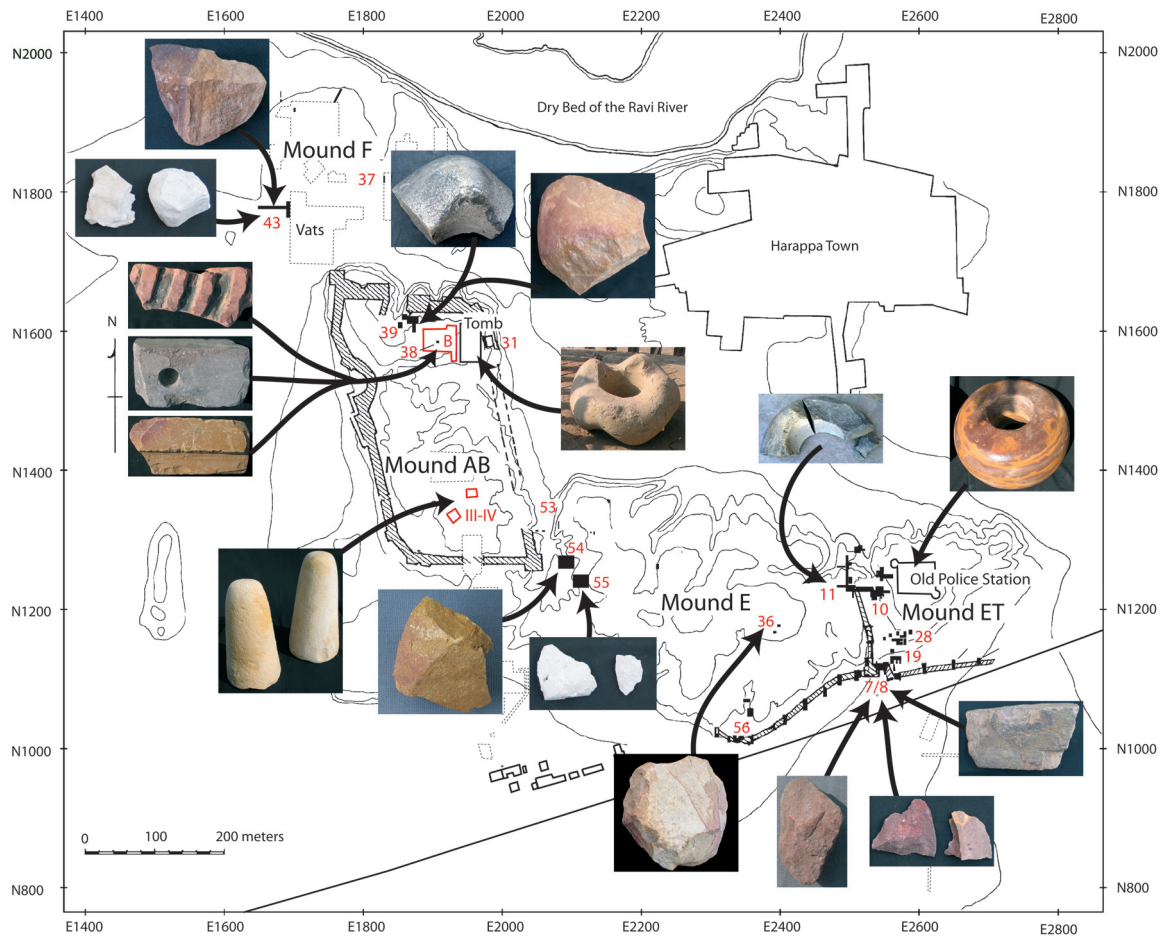 E1400 E1600 E1800 E2000 E2200 E2400 E2600 E2800
N2000 N2000
Dry Bed of the Ravi River
Mound F
37
N1800 N1800
43
Vats
Harappa Town
N
Tomb
N1600 N1600
39
B
31
38
N1400 N1400
Mound AB
III-IV
53
54
55
Old Police Station
11
10
N1200 N1200
Mound E
Mound ET
36
28
19
7/8
56
N1000 N1000
0 100 200 meters
N800 N800
E1400 E1600 E1800 E2000 E2200 E2400 E2600 E2800